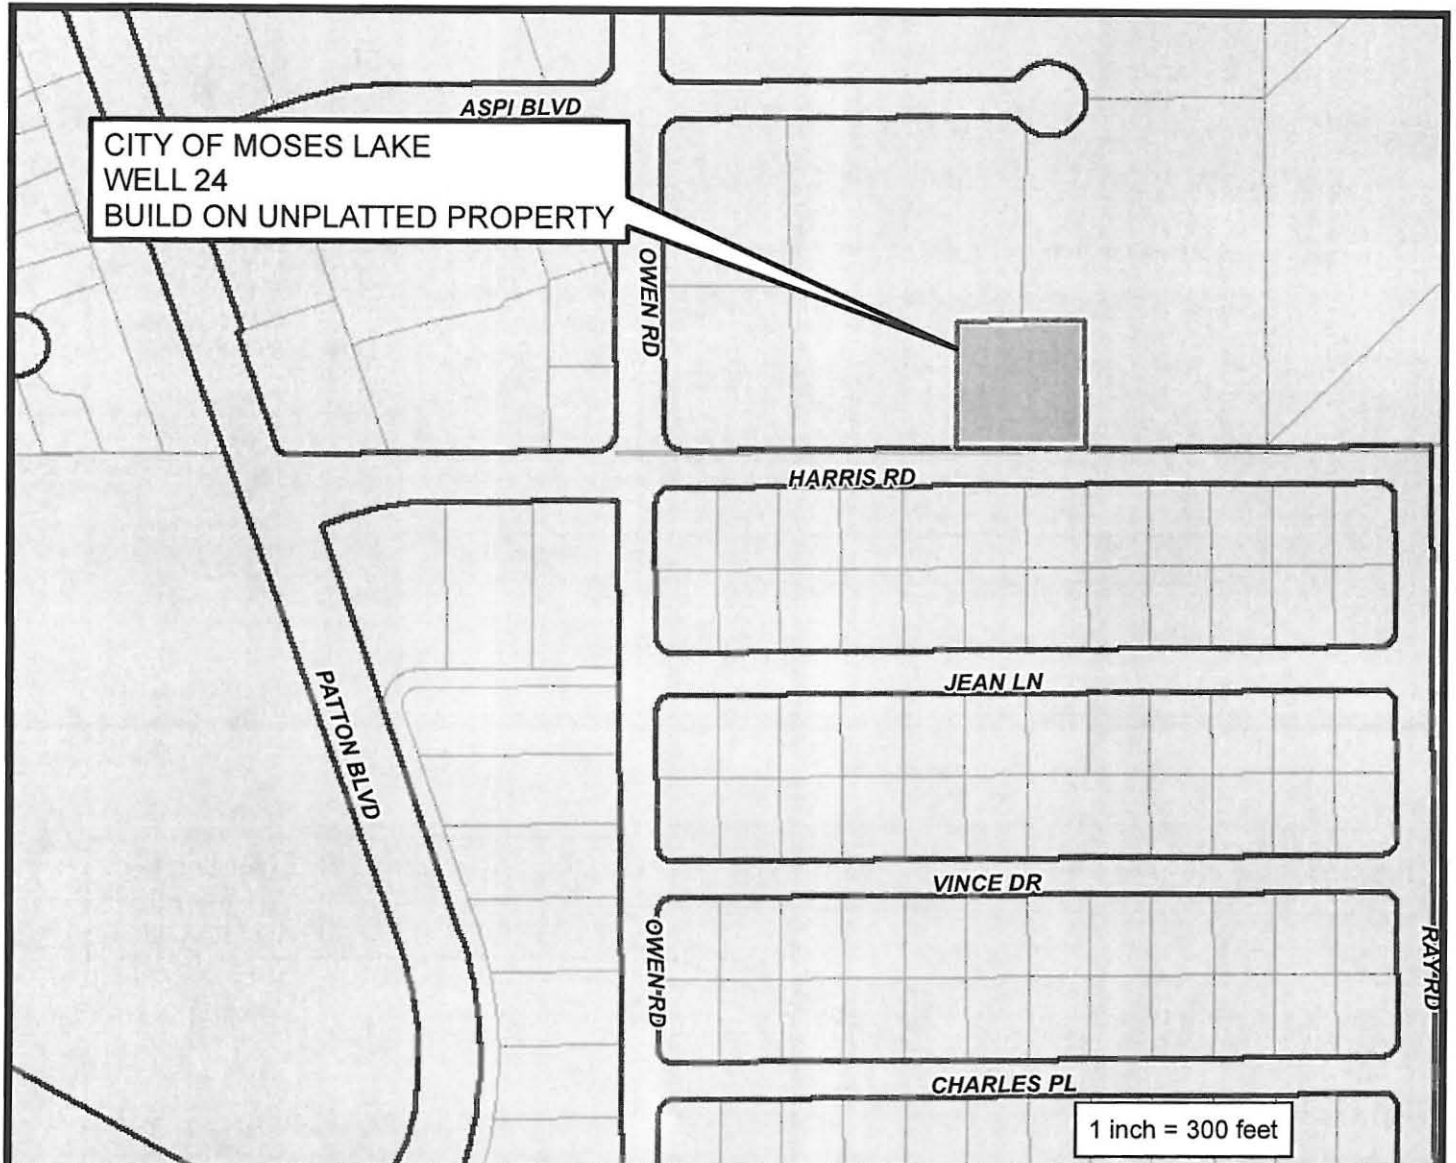 ASPI BLVD
CITY OF MOSES LAKE
WELL 24
BUILD ON UNPLATTED PROPERTY
OWEN RD
HARRIS RD
JEAN LN
PATTON BLVD
VINCE DR
OWEN RD
RAY RD
CHARLES PL
1 inch = 300 feet